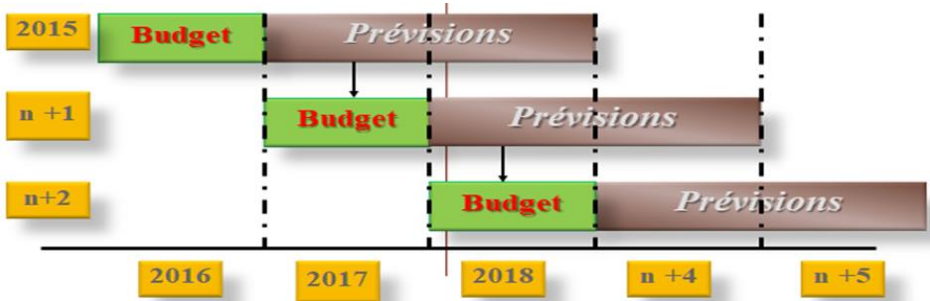 2015 Budget Prévisions
n +1 Budget Prévisions
n+2 Budget Prévisions
2016 2017 2018 n +4 n +5